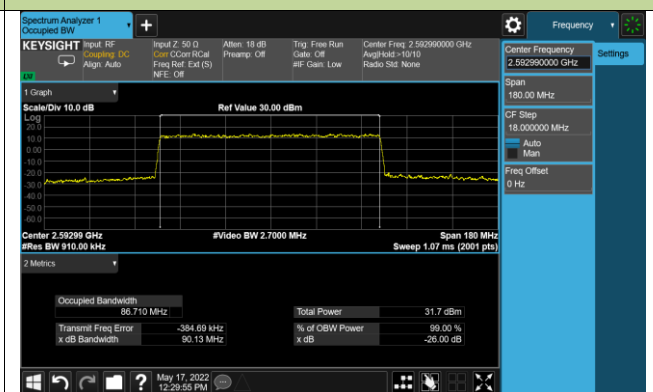 Spectrum Analyzer 1
Occupied BW
Frequency
KEYSIGHT Input: RF
Coupling: DC
Align: Auto
Input Z: 50 Ω
Corr CCorr RCal
Freq Ref: Ext (S)
NFE: Off
Atten: 18 dB
Preamp: Off
Trig: Free Run
Gate: Off
#IF Gain: Low
Center Freq: 2.592990000 GHz
Avg|Hold:>10/10
Radio Std: None
Center Frequency
2.592990000 GHz
Settings
Span
180.00 MHz
CF Step
18.000000 MHz
Auto
Man
Freq Offset
0 Hz
1 Graph
Scale/Div 10.0 dB
Ref Value 30.00 dBm
Log
20.0
10.0
0.00
-10.0
-20.0
-30.0
-40.0
-50.0
-60.0
Center 2.59299 GHz
#Video BW 2.7000 MHz
Span 180 MHz
#Res BW 910.00 kHz
Sweep 1.07 ms (2001 pts)
2 Metrics
Occupied Bandwidth
86.710 MHz
Total Power 31.7 dBm
Transmit Freq Error -384.69 kHz
% of OBW Power 99.00 %
x dB Bandwidth 90.13 MHz
x dB -26.00 dB
May 17, 2022
12:29:55 PM